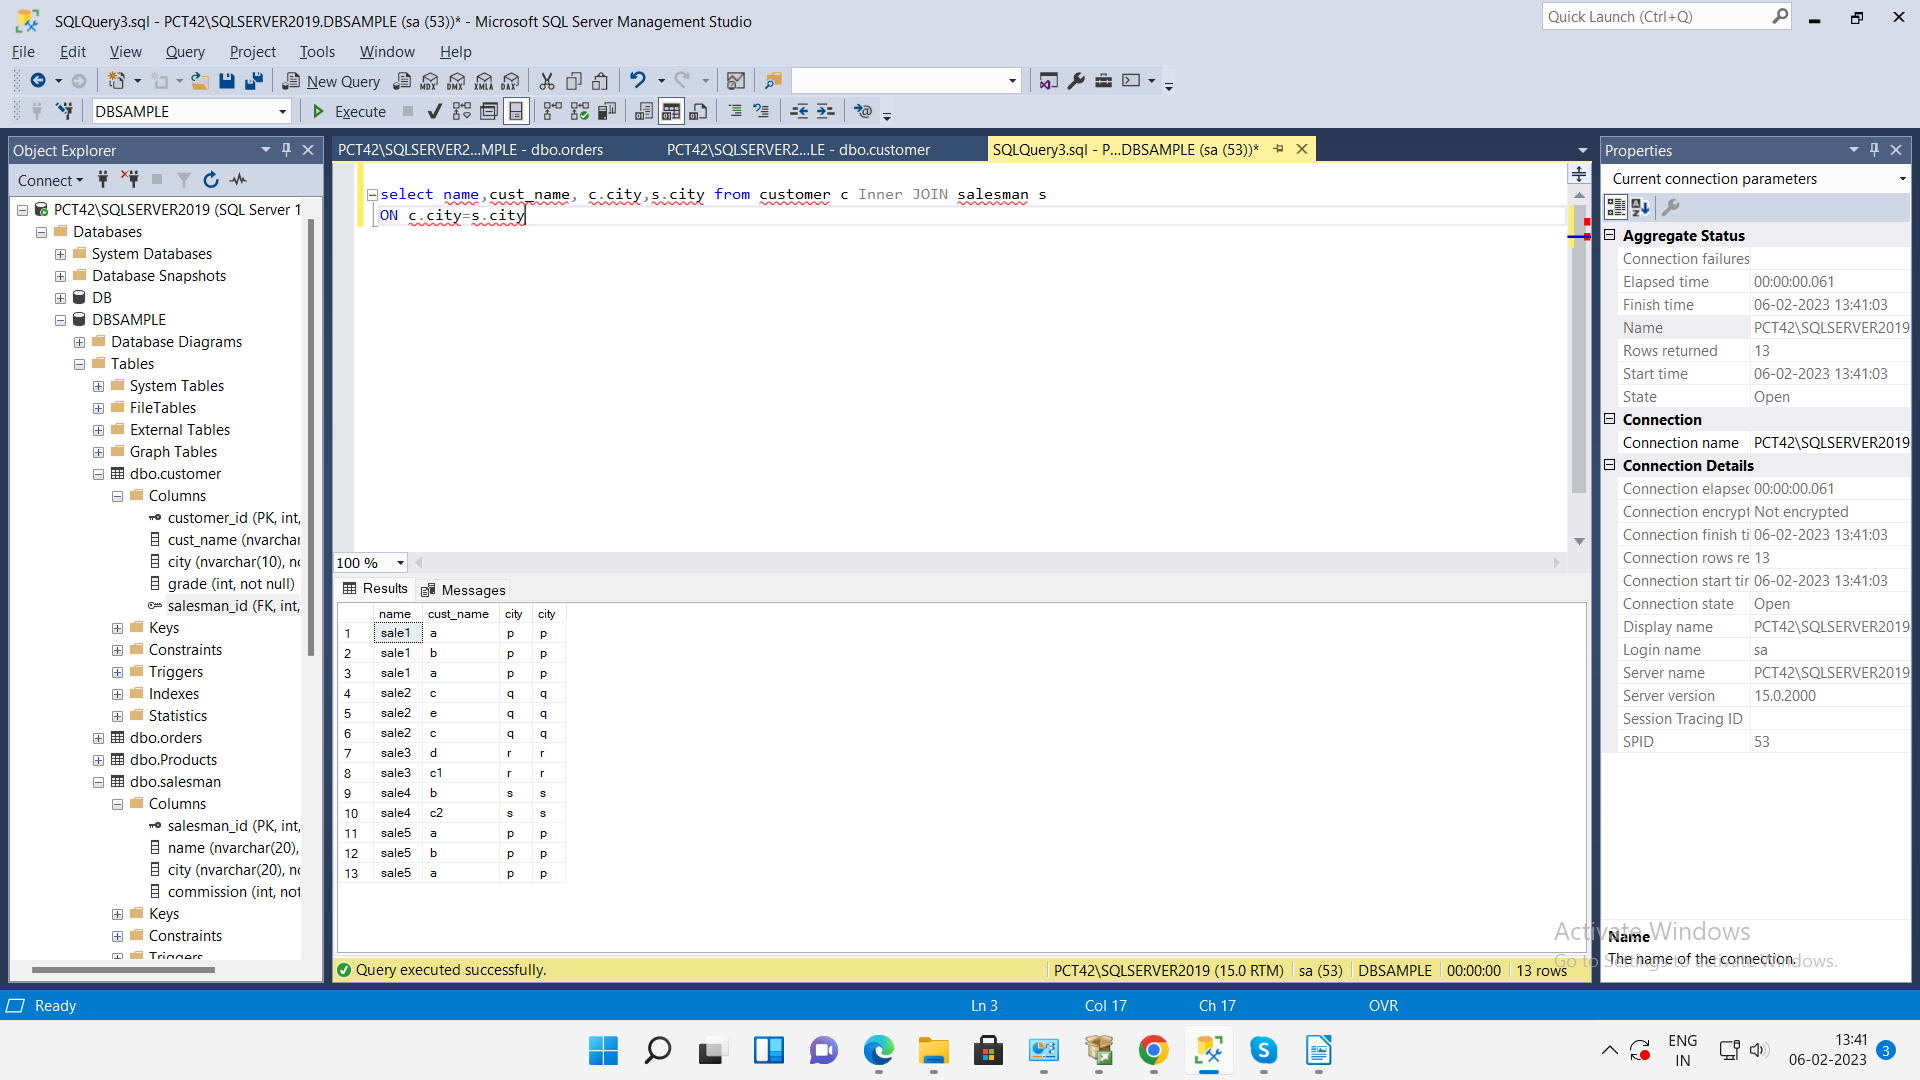 SQLQuery3.sql - PCT42\SQLSERVER2019.DBSAMPLE (sa (53))* - Microsoft SQL Server Management Studio
Quick Launch (Ctrl+Q)
File Edit View Query Project Tools Window Help
New Query
MDX DMX XMLA DAX
DBSAMPLE
Execute
Object Explorer
Connect
PCT42\SQLSERVER2019 (SQL Server 1
Databases
System Databases
Database Snapshots
DB
DBSAMPLE
Database Diagrams
Tables
System Tables
FileTables
External Tables
Graph Tables
dbo.customer
Columns
customer_id (PK, int,
cust_name (nvarchar
city (nvarchar(10), no
grade (int, not null)
salesman_id (FK, int,
Keys
Constraints
Triggers
Indexes
Statistics
dbo.orders
dbo.Products
dbo.salesman
Columns
salesman_id (PK, int,
name (nvarchar(20),
city (nvarchar(20), no
commission (int, not
Keys
Constraints
Triggers
PCT42\SQLSERVER2...MPLE - dbo.orders
PCT42\SQLSERVER2...LE - dbo.customer
SQLQuery3.sql - P...DBSAMPLE (sa (53))*
select name,cust_name, c.city,s.city from customer c Inner JOIN salesman s
ON c.city=s.city
100 %
Results Messages
name cust_name city city
1 sale1 a p p
2 sale1 b p p
3 sale1 a p p
4 sale2 c q q
5 sale2 e q q
6 sale2 c q q
7 sale3 d r r
8 sale3 c1 r r
9 sale4 b s s
10 sale4 c2 s s
11 sale5 a p p
12 sale5 b p p
13 sale5 a p p
Query executed successfully.
PCT42\SQLSERVER2019 (15.0 RTM) sa (53) DBSAMPLE 00:00:00 13 rows
Properties
Current connection parameters
Aggregate Status
Connection failures
Elapsed time 00:00:00.061
Finish time 06-02-2023 13:41:03
Name PCT42\SQLSERVER2019
Rows returned 13
Start time 06-02-2023 13:41:03
State Open
Connection
Connection name PCT42\SQLSERVER2019
Connection Details
Connection elapsed 00:00:00.061
Connection encrypt Not encrypted
Connection finish ti 06-02-2023 13:41:03
Connection rows re 13
Connection start tir 06-02-2023 13:41:03
Connection state Open
Display name PCT42\SQLSERVER2019
Login name sa
Server name PCT42\SQLSERVER2019
Server version 15.0.2000
Session Tracing ID
SPID 53
Name
The name of the connection.
Activate Windows
Go to Settings to activate Windows.
Ready Ln 3 Col 17 Ch 17 OVR
ENG
IN
13:41
06-02-2023
3